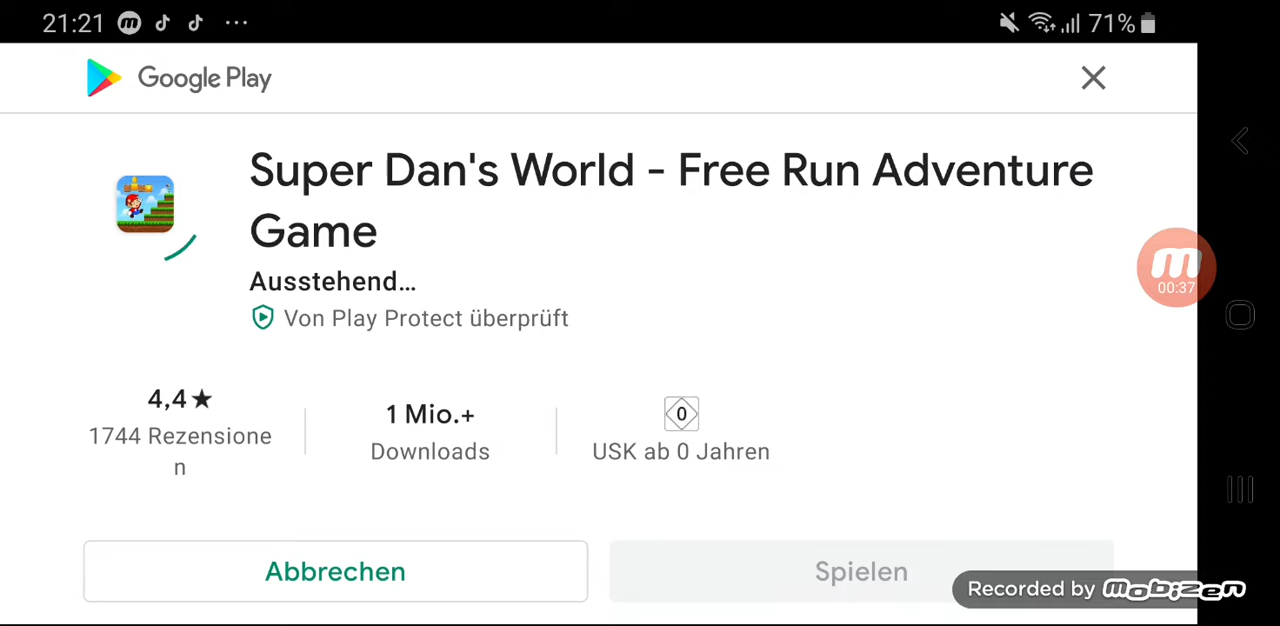 21:21
71%
Google Play
Super Dan's World - Free Run Adventure
Game
Ausstehend...
Von Play Protect überprüft
00:37
4,4★
1744 Rezensione
n
1 Mio.+
Downloads
0
USK ab 0 Jahren
Abbrechen
Spielen
Recorded by mobizen